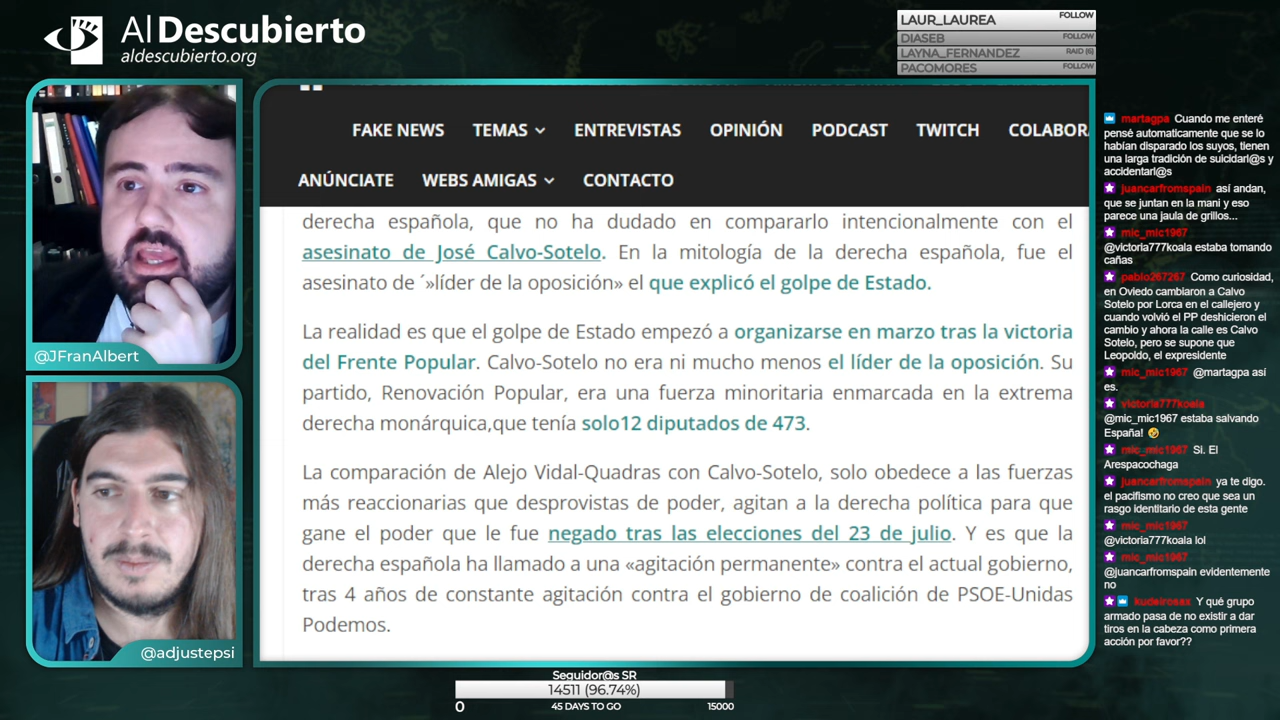 Al Descubierto
aldescubierto.org
LAUR_LAUREA FOLLOW
DIASEB FOLLOW
LAYNA_FERNANDEZ RAID (6)
PACOMORES FOLLOW
@JFranAlbert
@adjustepsi
FAKE NEWS TEMAS ENTREVISTAS OPINIÓN PODCAST TWITCH COLABORA
ANÚNCIATE WEBS AMIGAS CONTACTO
derecha española, que no ha dudado en compararlo intencionalmente con el
asesinato de José Calvo-Sotelo. En la mitología de la derecha española, fue el
asesinato de ´»líder de la oposición» el que explicó el golpe de Estado.
La realidad es que el golpe de Estado empezó a organizarse en marzo tras la victoria
del Frente Popular. Calvo-Sotelo no era ni mucho menos el líder de la oposición. Su
partido, Renovación Popular, era una fuerza minoritaria enmarcada en la extrema
derecha monárquica,que tenía solo12 diputados de 473.
La comparación de Alejo Vidal-Quadras con Calvo-Sotelo, solo obedece a las fuerzas
más reaccionarias que desprovistas de poder, agitan a la derecha política para que
gane el poder que le fue negado tras las elecciones del 23 de julio. Y es que la
derecha española ha llamado a una «agitación permanente» contra el actual gobierno,
tras 4 años de constante agitación contra el gobierno de coalición de PSOE-Unidas
Podemos.
martagpa Cuando me enteré
pensé automaticamente que se lo
habían disparado los suyos, tienen
una larga tradición de suicidarl@s y
accidentarl@s
juancarfromspain así andan,
que se juntan en la mani y eso
parece una jaula de grillos...
mic_mic1967
@victoria777koala estaba tomando
cañas
pablo267267 Como curiosidad,
en Oviedo cambiaron a Calvo
Sotelo por Lorca en el callejero y
cuando volvió el PP deshicieron el
cambio y ahora la calle es Calvo
Sotelo, pero se supone que
Leopoldo, el expresidente
mic_mic1967 @martagpa así
es.
victoria777koala
@mic_mic1967 estaba salvando
España! 🤣
mic_mic1967 Si. El
Arespacochaga
juancarfromspain ya te digo.
el pacifismo no creo que sea un
rasgo identitario de esta gente
mic_mic1967
@victoria777koala lol
mic_mic1967
@juancarfromspain evidentemente
no
kudeirosax Y qué grupo
armado pasa de no existir a dar
tiros en la cabeza como primera
acción por favor??
Seguidor@s SR
14511 (96.74%)
0 45 DAYS TO GO 15000